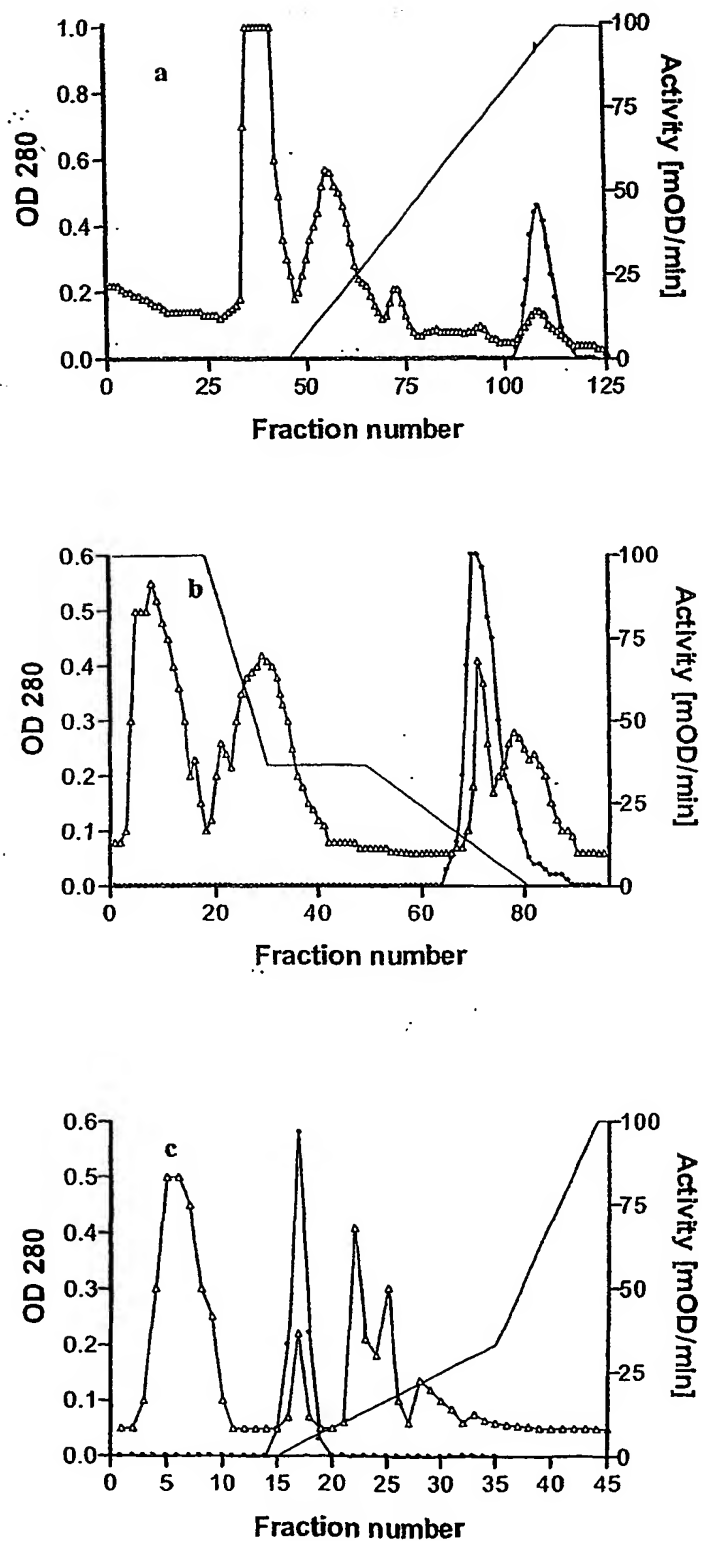 a
OD 280
1.0
0.8
0.6
0.4
0.2
0.0
0 25 50 75 100 125
Fraction number
100
75
50
25
0
Activity [mOD/min]
b
OD 280
0.6
0.5
0.4
0.3
0.2
0.1
0.0
0 20 40 60 80
Fraction number
100
75
50
25
0
Activity [mOD/min]
c
OD 280
0.6
0.5
0.4
0.3
0.2
0.1
0.0
0 5 10 15 20 25 30 35 40 45
Fraction number
100
75
50
25
0
Activity [mOD/min]